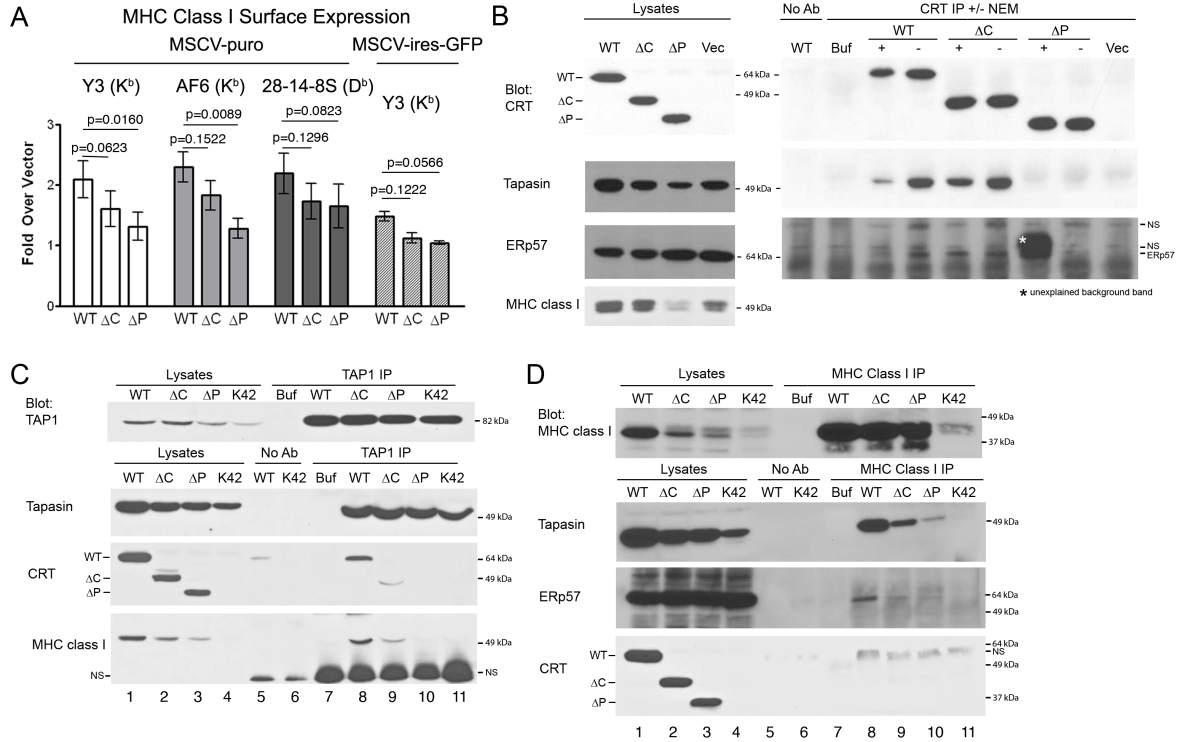 A
MHC Class I Surface Expression
MSCV-puro
MSCV-ires-GFP
Y3 (Kᵇ)
AF6 (Kᵇ)
28-14-8S (Dᵇ)
Y3 (Kᵇ)
p=0.0160
p=0.0089
p=0.0823
p=0.0623
p=0.1522
p=0.1296
p=0.0566
p=0.1222
Fold Over Vector
3
2
1
0
WT ΔC ΔP WT ΔC ΔP WT ΔC ΔP WT ΔC ΔP
B
Lysates
No Ab
CRT IP +/- NEM
WT ΔC ΔP
WT ΔC ΔP Vec
WT Buf + - + - + - Vec
Blot:
CRT
WT
ΔC
ΔP
64 kDa
49 kDa
Tapasin
49 kDa
ERp57
64 kDa
MHC class I
49 kDa
NS
NS
ERp57
*
* unexplained background band
C
Lysates
TAP1 IP
WT ΔC ΔP K42 Buf WT ΔC ΔP K42
Blot:
TAP1
82 kDa
Lysates
No Ab
TAP1 IP
WT ΔC ΔP K42 WT K42 Buf WT ΔC ΔP K42
Tapasin
49 kDa
CRT
WT
ΔC
ΔP
64 kDa
49 kDa
MHC class I
49 kDa
NS
NS
1 2 3 4 5 6 7 8 9 10 11
D
Lysates
MHC Class I IP
WT ΔC ΔP K42 Buf WT ΔC ΔP K42
Blot:
MHC class I
49 kDa
37 kDa
Lysates
No Ab
MHC Class I IP
WT ΔC ΔP K42 WT K42 Buf WT ΔC ΔP K42
Tapasin
49 kDa
ERp57
64 kDa
49 kDa
CRT
WT
ΔC
ΔP
64 kDa
NS
49 kDa
37 kDa
1 2 3 4 5 6 7 8 9 10 11